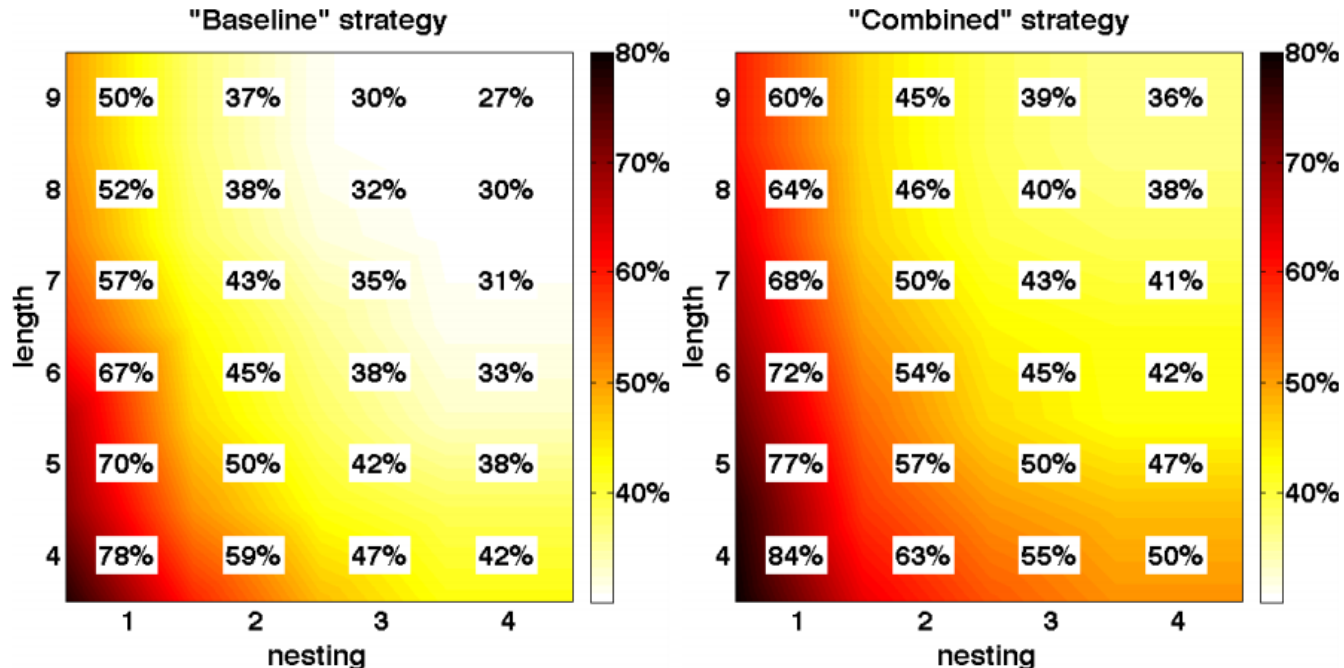 "Baseline" strategy
80%
9 50% 37% 30% 27%
70%
8 52% 38% 32% 30%
7 57% 43% 35% 31%
60%
length
6 67% 45% 38% 33%
50%
5 70% 50% 42% 38%
40%
4 78% 59% 47% 42%
1 2 3 4
nesting
"Combined" strategy
80%
9 60% 45% 39% 36%
70%
8 64% 46% 40% 38%
7 68% 50% 43% 41%
60%
length
6 72% 54% 45% 42%
50%
5 77% 57% 50% 47%
40%
4 84% 63% 55% 50%
1 2 3 4
nesting